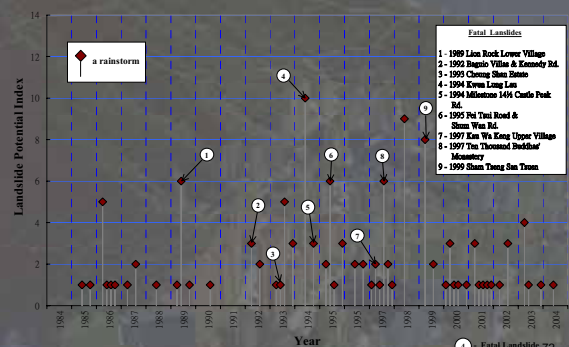 14
12
10
8
6
4
2
0
Landslide Potential Index
a rainstorm
4
1
2
3
5
6
7
8
9
Fatal Lanslides
1 - 1989 Lion Rock Lower Village
2 - 1992 Baguio Villas & Kennedy Rd.
3 - 1993 Cheung Shan Estate
4 - 1994 Kwun Lung Lau
5 - 1994 Milestone 14½ Castle Peak
Rd.
6 - 1995 Fei Tsui Road &
Shum Wan Rd.
7 - 1997 Kau Wa Keng Upper Village
8 - 1997 Ten Thousand Buddhas'
Monastery
9 - 1999 Sham Tseng San Tsuen
1984 1985 1986 1987 1988 1989 1990 1991 1992 1993 1994 1995 1996 1997 1998 1999 2000 2001 2002 2003 2004
Year
4 - Fatal Landslide